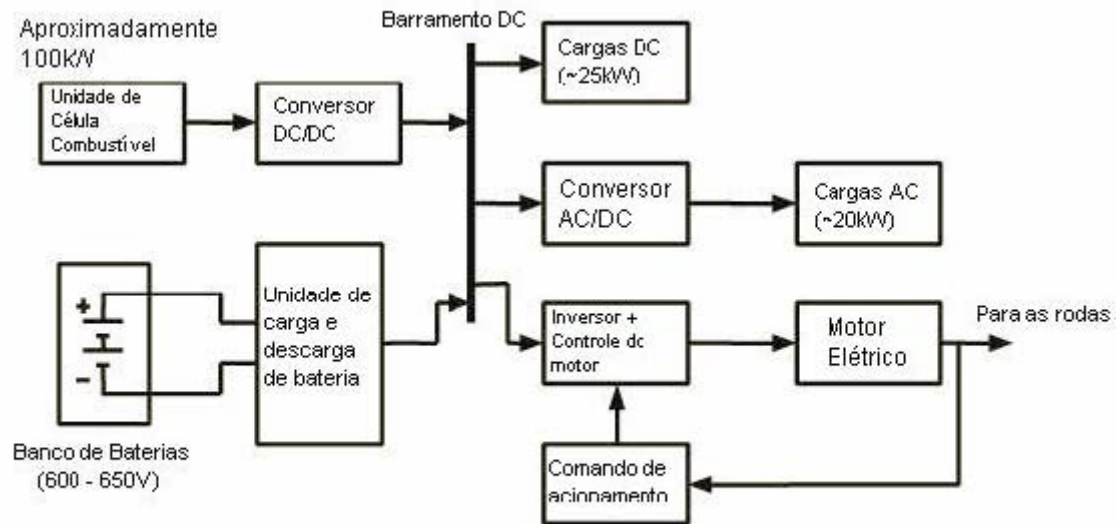 Aproximadamente
100kW
Unidade de
Célula
Combustível
Conversor
DC/DC
Barramento DC
Cargas DC
(~25kW)
Conversor
AC/DC
Cargas AC
(~20kW)
+
-
Banco de Baterias
(600 - 650V)
Unidade de
carga e
descarga
de bateria
Inversor +
Controle do
motor
Motor
Elétrico
Para as rodas
Comando de
acionamento